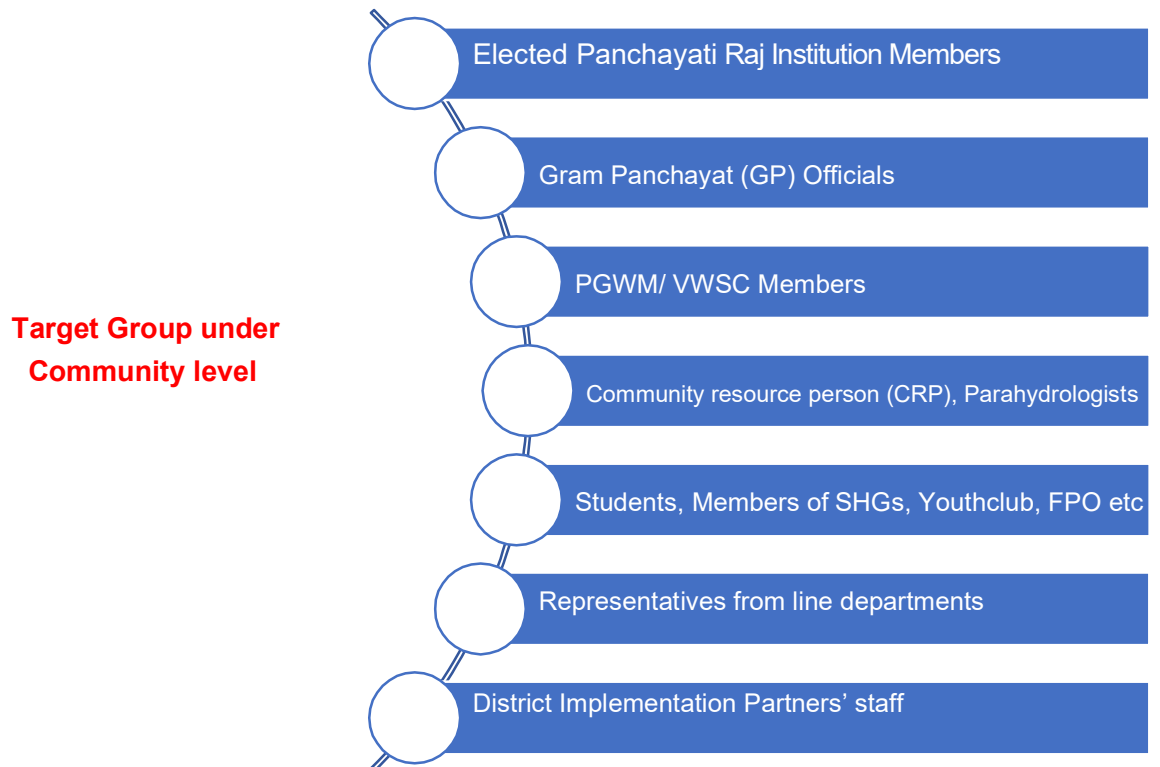 Elected Panchayati Raj Institution Members
Gram Panchayat (GP) Officials
PGWM/ VWSC Members
Target Group under
Community level
Community resource person (CRP), Parahydrologists
Students, Members of SHGs, Youthclub, FPO etc
Representatives from line departments
District Implementation Partners’ staff